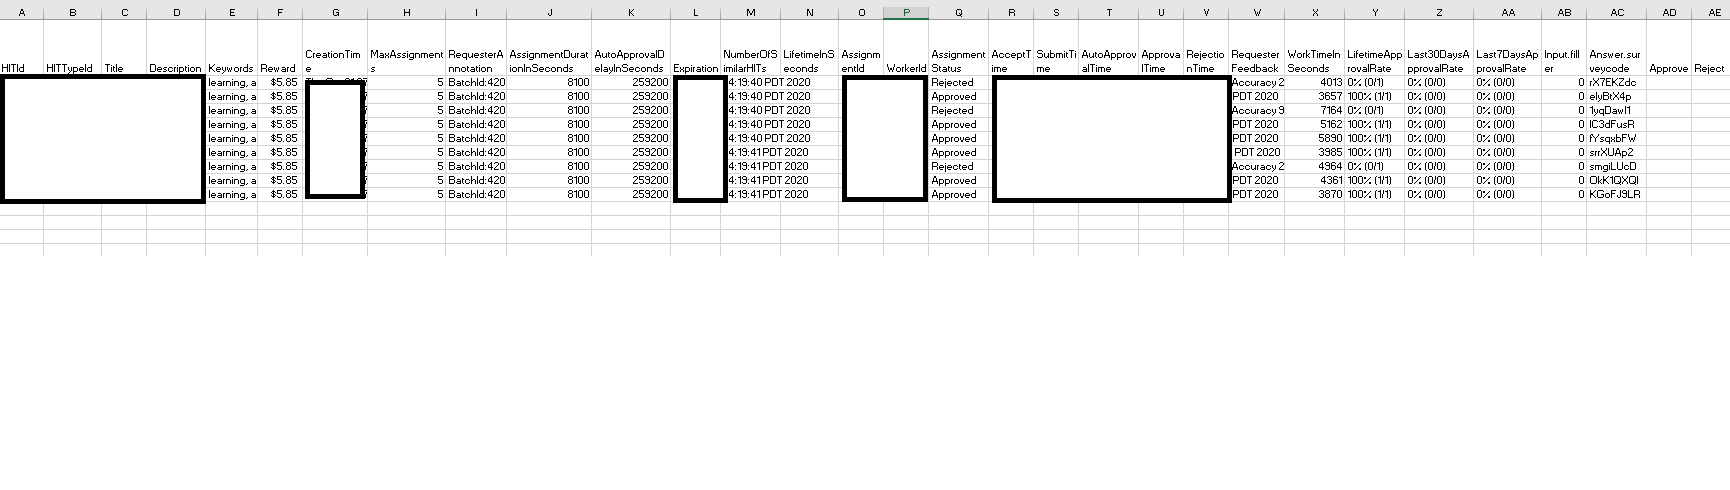 A B C D E F G H I J K L M N O P Q R S T U V W X Y Z AA AB AC AD AE
HITId HITTypeId Title Description Keywords Reward CreationTime MaxAssignments RequesterAnnotation AssignmentDurationInSeconds AutoApprovalDelayInSeconds Expiration NumberOfSimilarHITs LifetimeInSeconds AssignmentId WorkerId AssignmentStatus AcceptTime SubmitTime AutoApprovalTime ApprovalTime RejectionTime RequesterFeedback WorkTimeInSeconds LifetimeApprovalRate Last30DaysApprovalRate Last7DaysApprovalRate Input.filler Answer.surveycode Approve Reject
learning, a $5.85 5 BatchId:420 8100 259200 4:19:40 PDT 2020 Rejected Accuracy 2 4013 0% (0/1) 0% (0/0) 0% (0/0) 0 rX7EKZdc
learning, a $5.85 5 BatchId:420 8100 259200 4:19:40 PDT 2020 Approved PDT 2020 3657 100% (1/1) 0% (0/0) 0% (0/0) 0 elyBtX4p
learning, a $5.85 5 BatchId:420 8100 259200 4:19:40 PDT 2020 Rejected Accuracy 9 7164 0% (0/1) 0% (0/0) 0% (0/0) 0 1yqDawI1
learning, a $5.85 5 BatchId:420 8100 259200 4:19:40 PDT 2020 Approved PDT 2020 5162 100% (1/1) 0% (0/0) 0% (0/0) 0 IC3dFusR
learning, a $5.85 5 BatchId:420 8100 259200 4:19:40 PDT 2020 Approved PDT 2020 5890 100% (1/1) 0% (0/0) 0% (0/0) 0 fYsqxbFW
learning, a $5.85 5 BatchId:420 8100 259200 4:19:41 PDT 2020 Approved PDT 2020 3985 100% (1/1) 0% (0/0) 0% (0/0) 0 srrXUAp2
learning, a $5.85 5 BatchId:420 8100 259200 4:19:41 PDT 2020 Rejected Accuracy 2 4964 0% (0/1) 0% (0/0) 0% (0/0) 0 smgiLUcD
learning, a $5.85 5 BatchId:420 8100 259200 4:19:41 PDT 2020 Approved PDT 2020 4361 100% (1/1) 0% (0/0) 0% (0/0) 0 OkK1QXQI
learning, a $5.85 5 BatchId:420 8100 259200 4:19:41 PDT 2020 Approved PDT 2020 3870 100% (1/1) 0% (0/0) 0% (0/0) 0 KGoFJ9LR